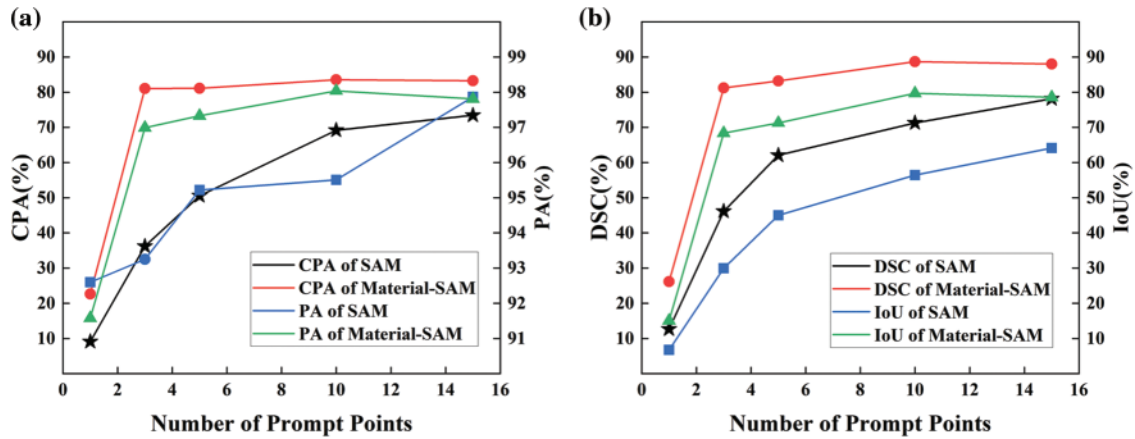 (a)
CPA(%)
90
80
70
60
50
40
30
20
10
99
98
97
96
95
94
93
92
91
PA(%)
CPA of SAM
CPA of Material-SAM
PA of SAM
PA of Material-SAM
0 2 4 6 8 10 12 14 16
Number of Prompt Points
(b)
DSC(%)
90
80
70
60
50
40
30
20
10
90
80
70
60
50
40
30
20
10
IoU(%)
DSC of SAM
DSC of Material-SAM
IoU of SAM
IoU of Material-SAM
0 2 4 6 8 10 12 14 16
Number of Prompt Points